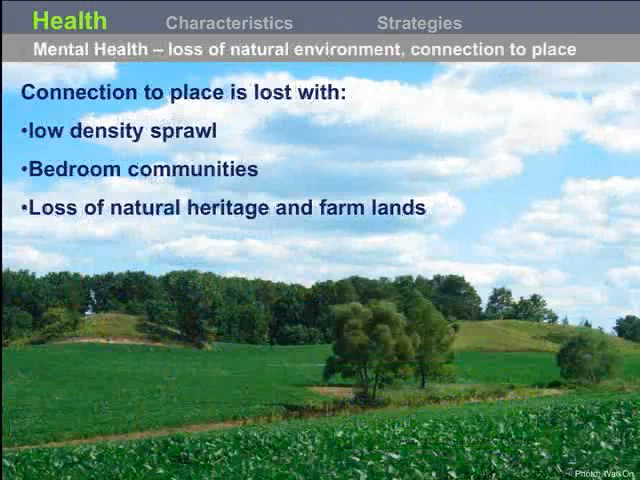 Health Characteristics Strategies
Mental Health – loss of natural environment, connection to place
Connection to place is lost with:
•low density sprawl
•Bedroom communities
•Loss of natural heritage and farm lands
Photo: